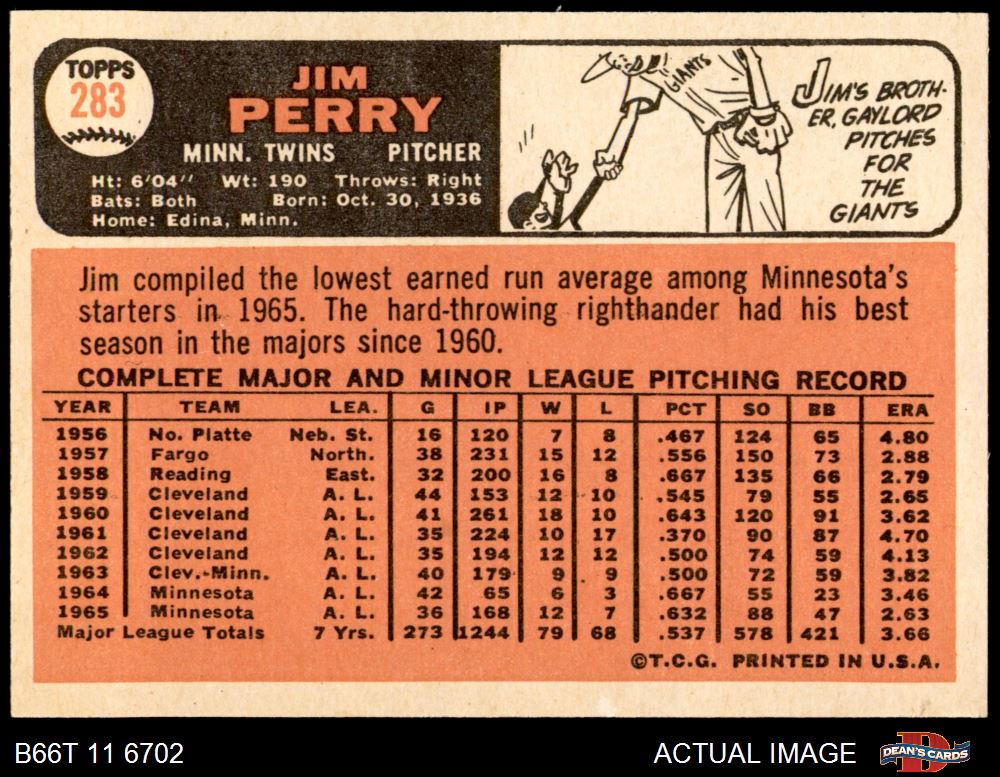 TOPPS
283
JIM
PERRY
MINN. TWINS PITCHER
Ht: 6'04" Wt: 190 Throws: Right
Bats: Both Born: Oct. 30, 1936
Home: Edina, Minn.
GIANTS
JIM'S BROTH-
ER, GAYLORD
PITCHES
FOR
THE
GIANTS
Jim compiled the lowest earned run average among Minnesota's
starters in 1965. The hard-throwing righthander had his best
season in the majors since 1960.
COMPLETE MAJOR AND MINOR LEAGUE PITCHING RECORD
YEAR TEAM LEA. G IP W L PCT SO BB ERA
1956 No. Platte Neb. St. 16 120 7 8 .467 124 65 4.80
1957 Fargo North. 38 231 15 12 .556 150 73 2.88
1958 Reading East. 32 200 16 8 .667 135 66 2.79
1959 Cleveland A. L. 44 153 12 10 .545 79 55 2.65
1960 Cleveland A. L. 41 261 18 10 .643 120 91 3.62
1961 Cleveland A. L. 35 224 10 17 .370 90 87 4.70
1962 Cleveland A. L. 35 194 12 12 .500 74 59 4.13
1963 Clev.-Minn. A. L. 40 179 9 9 .500 72 59 3.82
1964 Minnesota A. L. 42 65 6 3 .667 55 23 3.46
1965 Minnesota A. L. 36 168 12 7 .632 88 47 2.63
Major League Totals 7 Yrs. 273 1244 79 68 .537 578 421 3.66
©T.C.G. PRINTED IN U.S.A.
B66T 11 6702
ACTUAL IMAGE
DEAN'S CARDS